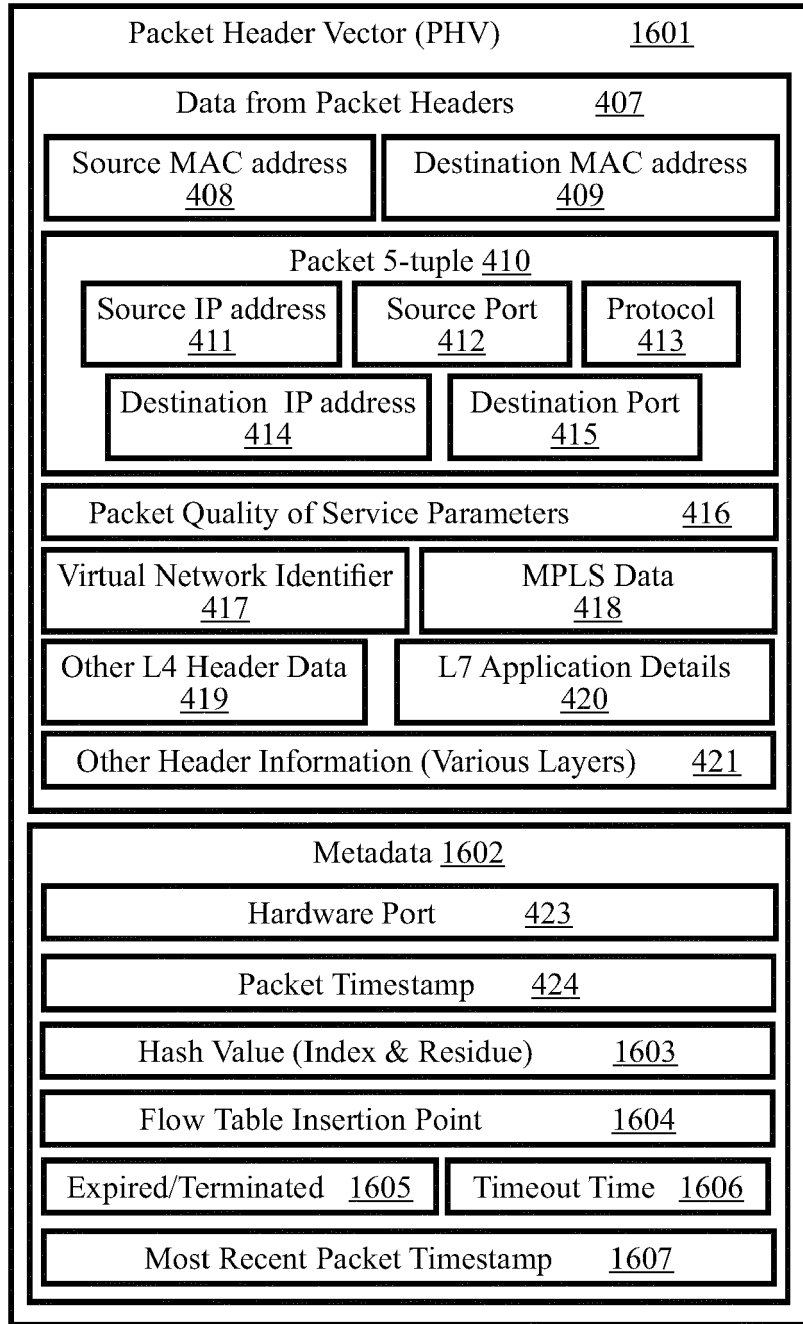 Packet Header Vector (PHV) 1601
Data from Packet Headers 407
Source MAC address
408
Destination MAC address
409
Packet 5-tuple 410
Source IP address
411
Source Port
412
Protocol
413
Destination IP address
414
Destination Port
415
Packet Quality of Service Parameters 416
Virtual Network Identifier
417
MPLS Data
418
Other L4 Header Data
419
L7 Application Details
420
Other Header Information (Various Layers) 421
Metadata 1602
Hardware Port 423
Packet Timestamp 424
Hash Value (Index & Residue) 1603
Flow Table Insertion Point 1604
Expired/Terminated 1605
Timeout Time 1606
Most Recent Packet Timestamp 1607